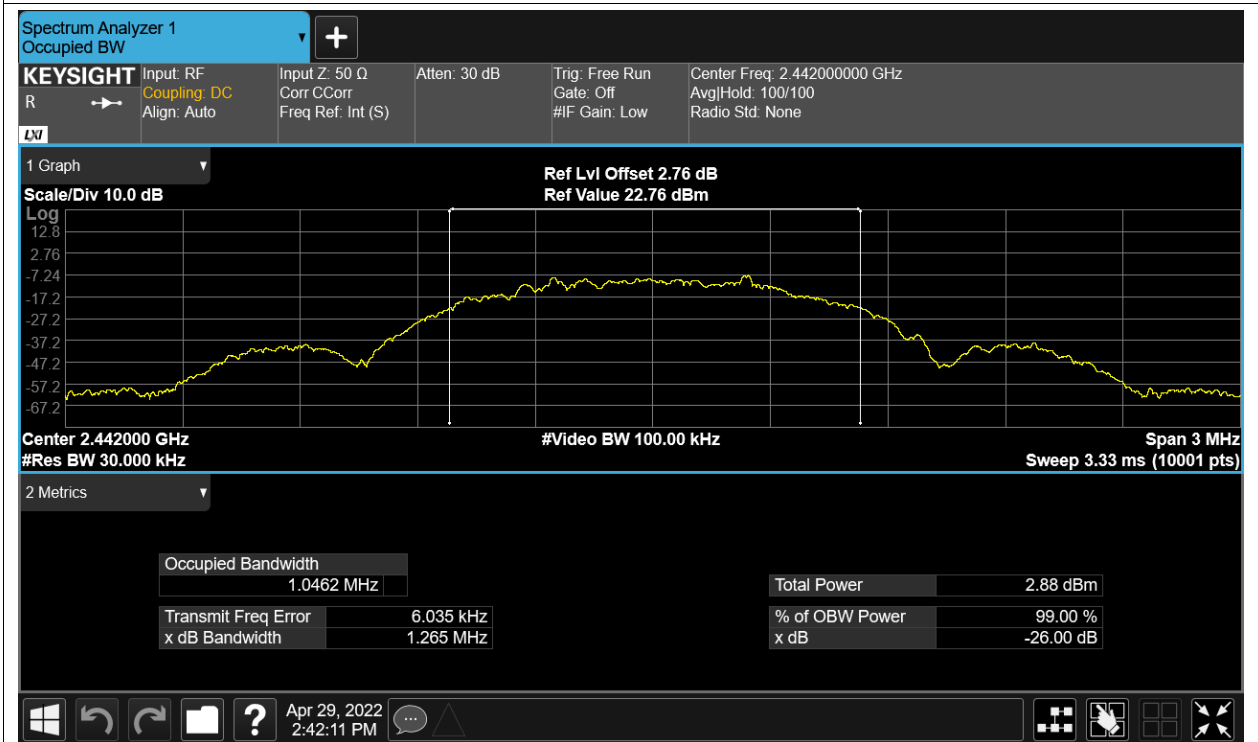 Spectrum Analyzer 1
Occupied BW
KEYSIGHT Input: RF Input Z: 50 Ω Atten: 30 dB Trig: Free Run Center Freq: 2.442000000 GHz
R Coupling: DC Corr CCorr Gate: Off Avg|Hold: 100/100
Align: Auto Freq Ref: Int (S) #IF Gain: Low Radio Std: None
LXI
1 Graph
Ref Lvl Offset 2.76 dB
Scale/Div 10.0 dB Ref Value 22.76 dBm
Log
12.8
2.76
-7.24
-17.2
-27.2
-37.2
-47.2
-57.2
-67.2
Center 2.442000 GHz #Video BW 100.00 kHz Span 3 MHz
#Res BW 30.000 kHz Sweep 3.33 ms (10001 pts)
2 Metrics
Occupied Bandwidth
1.0462 MHz Total Power 2.88 dBm
Transmit Freq Error 6.035 kHz % of OBW Power 99.00 %
x dB Bandwidth 1.265 MHz x dB -26.00 dB
? Apr 29, 2022
2:42:11 PM